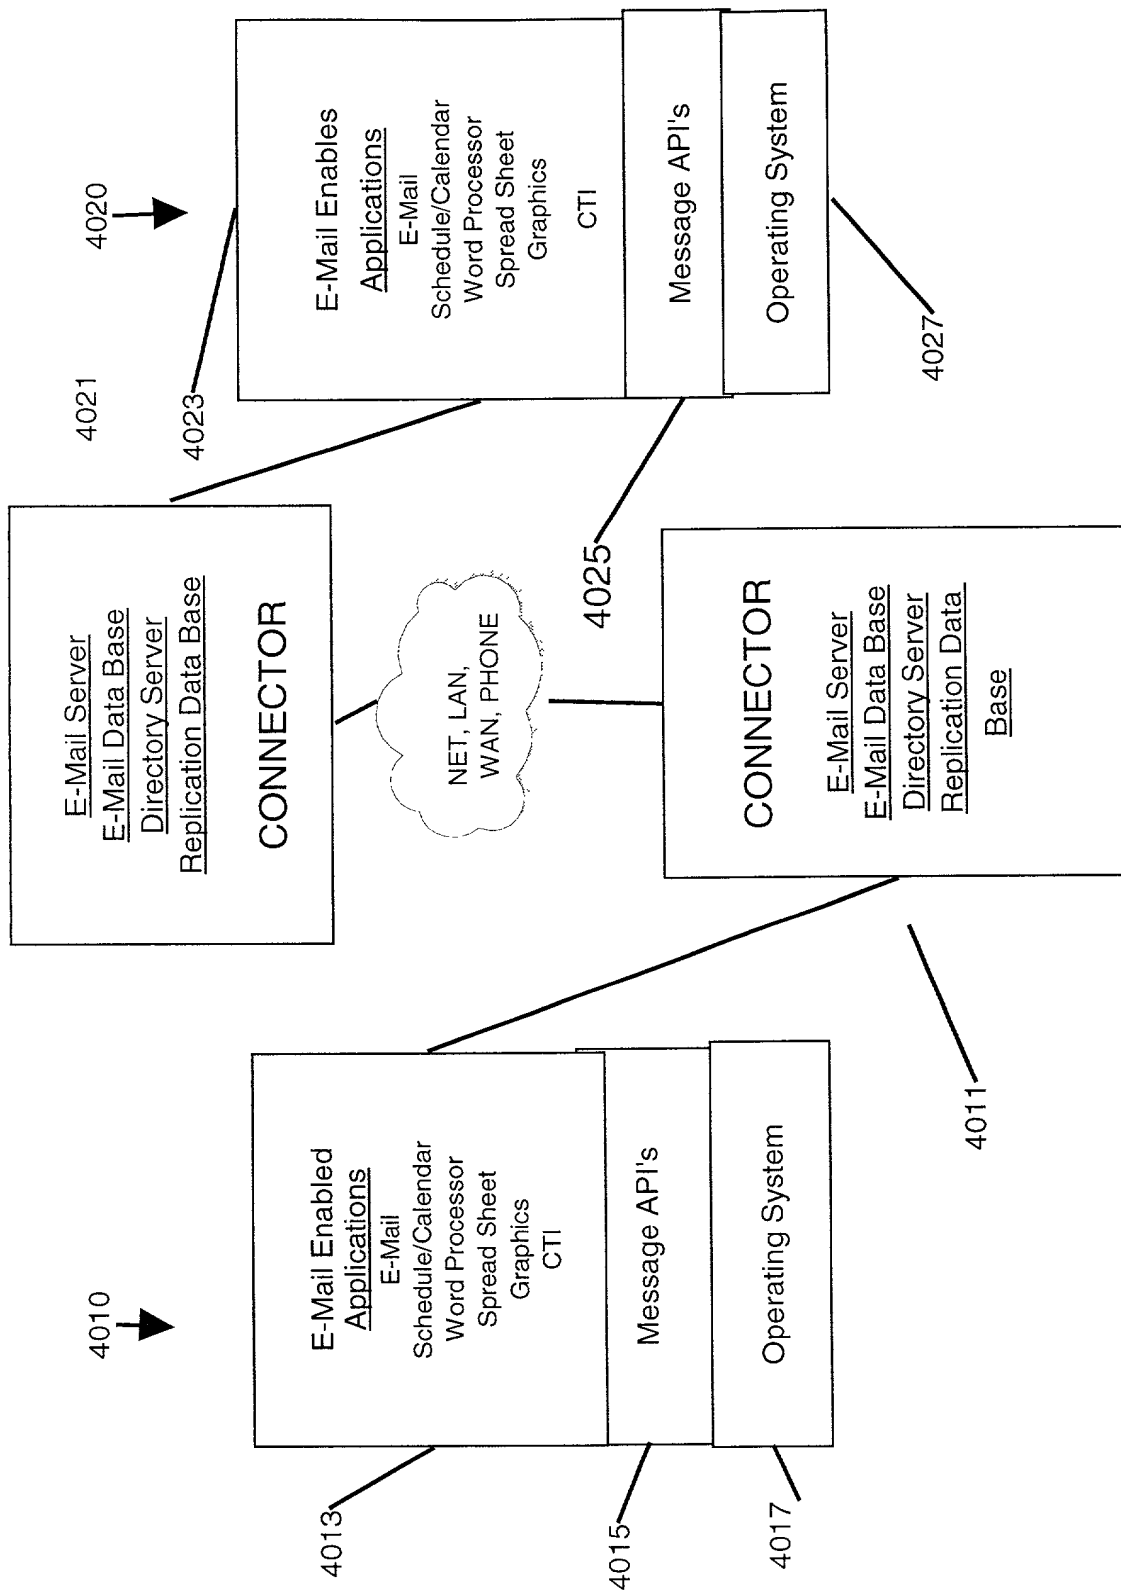 4010
E-Mail Enabled
Applications
E-Mail
Schedule/Calendar
Word Processor
Spread Sheet
Graphics
CTI
Message API's
Operating System
4013
4015
4017
E-Mail Server
E-Mail Data Base
Directory Server
Replication Data Base
CONNECTOR
NET, LAN,
WAN, PHONE
CONNECTOR
E-Mail Server
E-Mail Data Base
Directory Server
Replication Data
Base
4011
4020
4021
4023
E-Mail Enables
Applications
E-Mail
Schedule/Calendar
Word Processor
Spread Sheet
Graphics
CTI
Message API's
Operating System
4025
4027